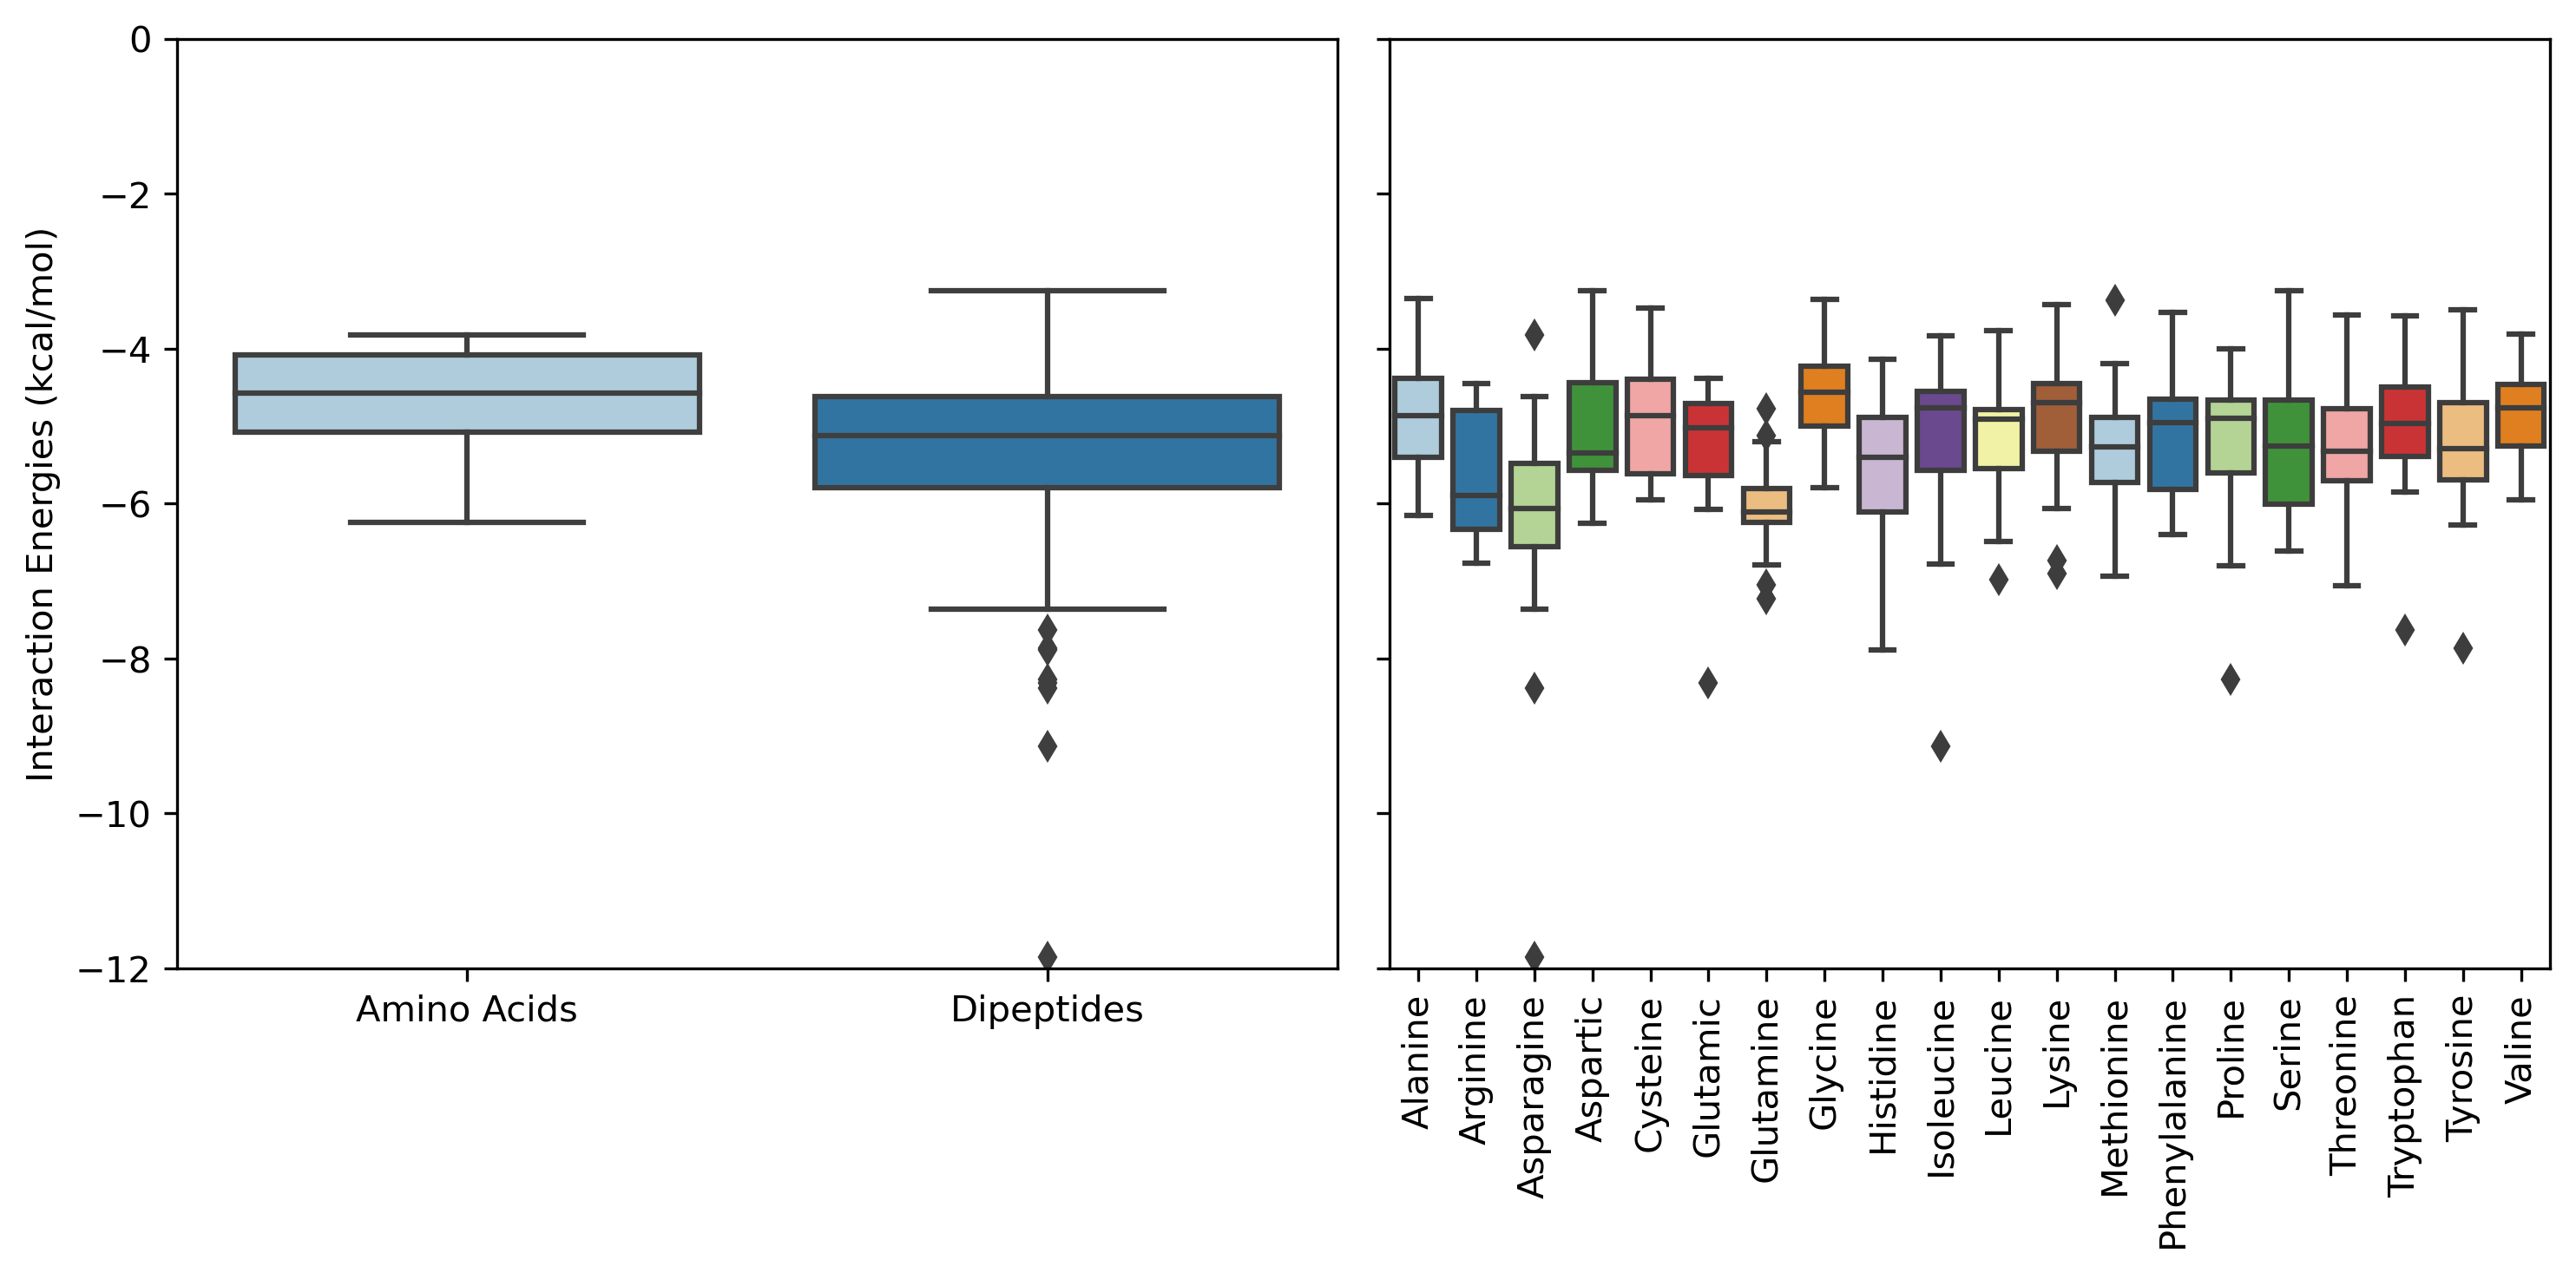 Interaction Energies (kcal/mol)
0
−2
−4
−6
−8
−10
−12
Amino Acids
Dipeptides
Alanine
Arginine
Asparagine
Aspartic
Cysteine
Glutamic
Glutamine
Glycine
Histidine
Isoleucine
Leucine
Lysine
Methionine
Phenylalanine
Proline
Serine
Threonine
Tryptophan
Tyrosine
Valine